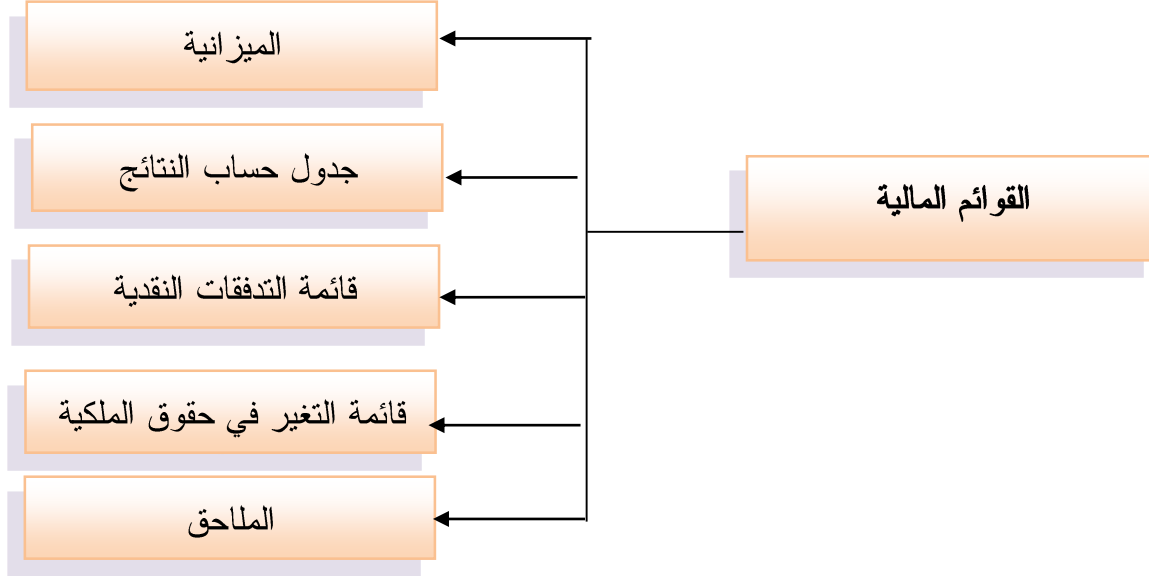 القوائم المالية
الميزانية
جدول حساب النتائج
قائمة التدفقات النقدية
قائمة التغير في حقوق الملكية
الملاحق